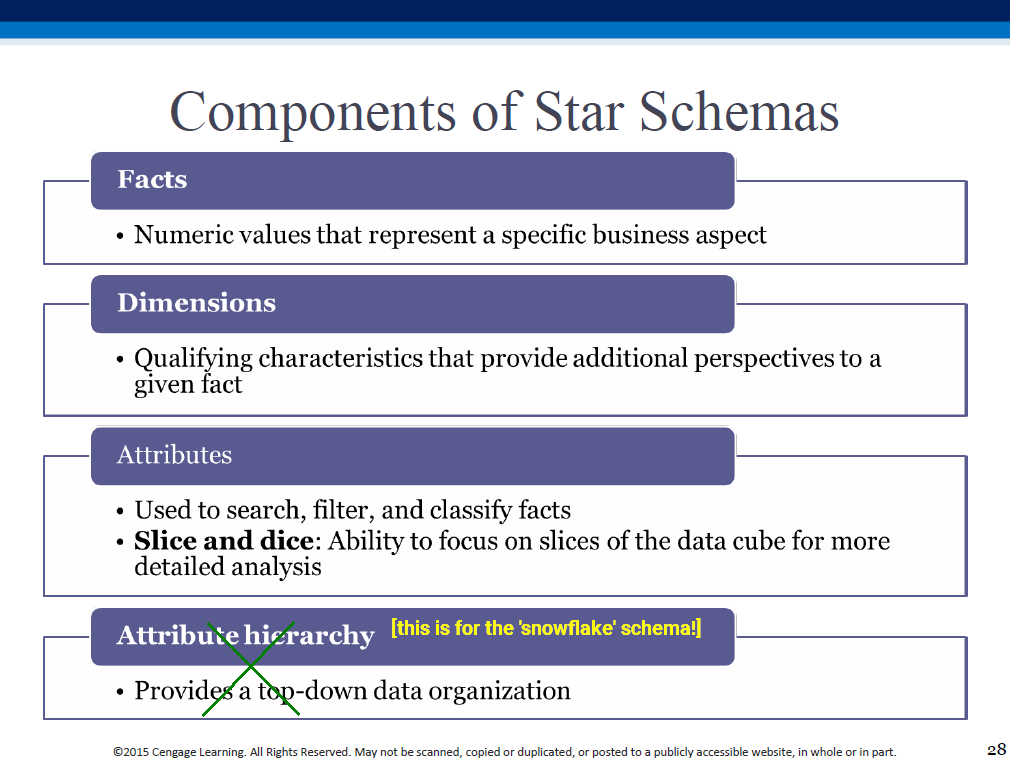 Components of Star Schemas
Facts
• Numeric values that represent a specific business aspect
Dimensions
• Qualifying characteristics that provide additional perspectives to a
given fact
Attributes
• Used to search, filter, and classify facts
• Slice and dice: Ability to focus on slices of the data cube for more
detailed analysis
Attribute hierarchy [this is for the 'snowflake' schema!]
• Provides a top-down data organization
©2015 Cengage Learning. All Rights Reserved. May not be scanned, copied or duplicated, or posted to a publicly accessible website, in whole or in part.
28